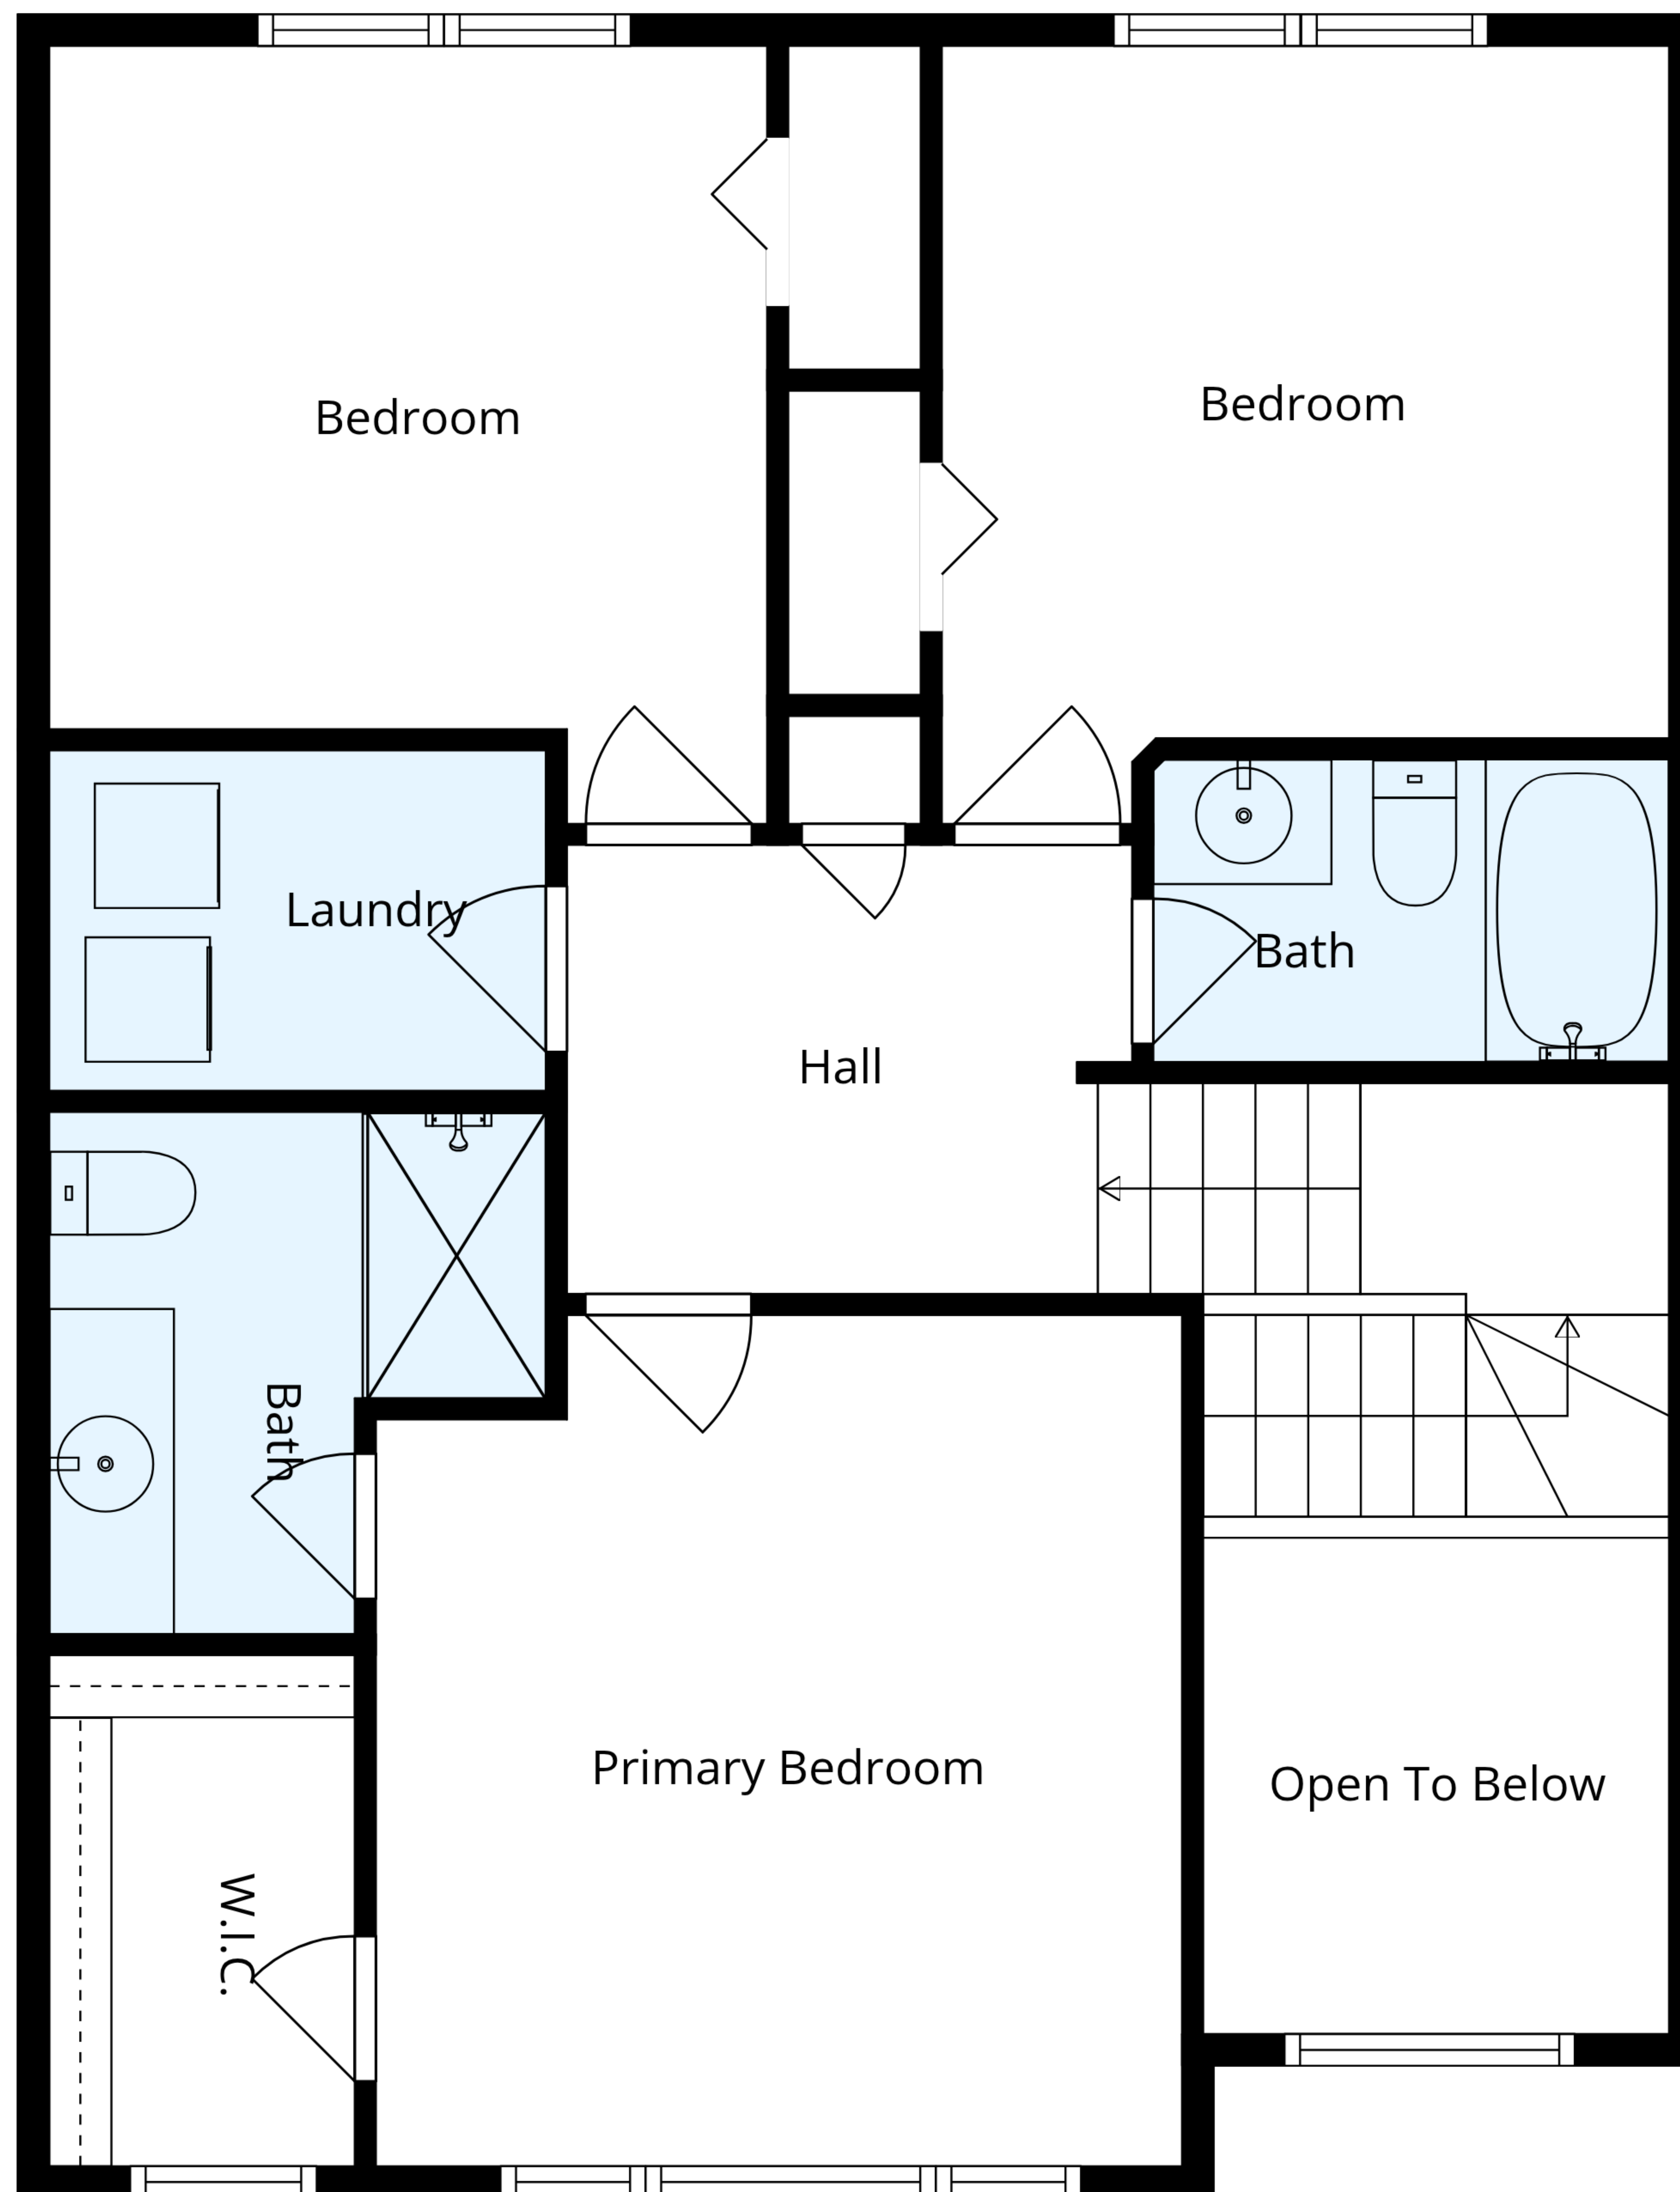 Bedroom
Bedroom
Laundry
Bath
Hall
Bath
Primary Bedroom
Open To Below
W.I.C.